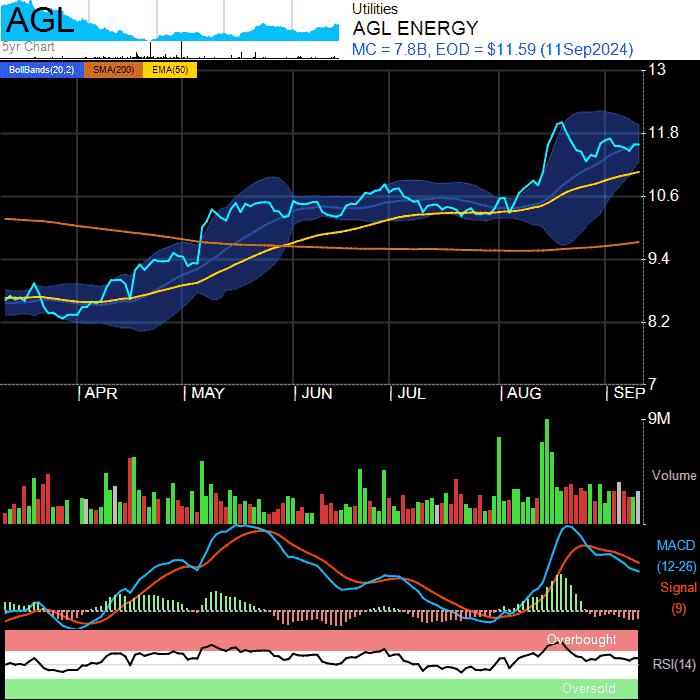 AGL
5yr Chart
Utilities
AGL ENERGY
MC = 7.8B, EOD = $11.59 (11Sep2024)
BollBands(20,2) SMA(200) EMA(50)
13
11.8
10.6
9.4
8.2
7
APR MAY JUN JUL AUG SEP
9M
Volume
MACD
(12-26)
Signal
(9)
Overbought
RSI(14)
Oversold